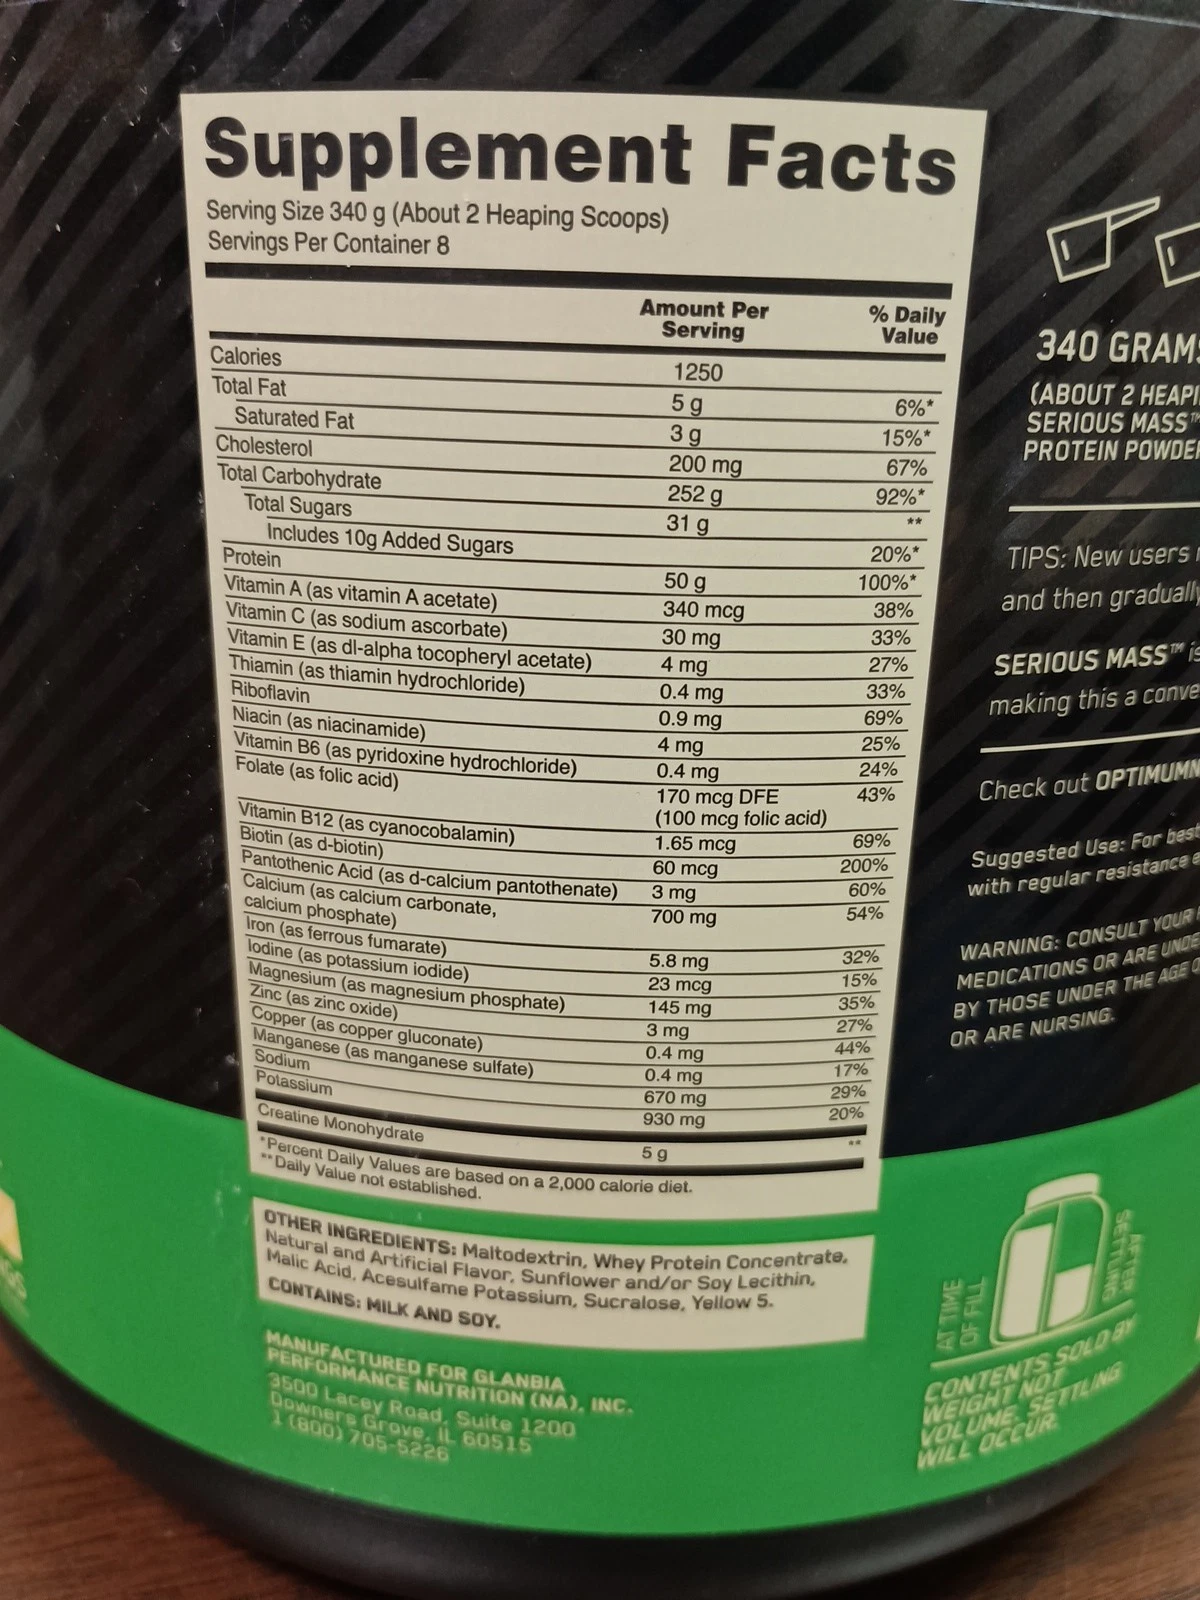 Supplement Facts
Serving Size 340 g (About 2 Heaping Scoops)
Servings Per Container 8
Amount Per Serving % Daily Value
Calories 1250
Total Fat 5 g 6%*
Saturated Fat 3 g 15%*
Cholesterol 200 mg 67%
Total Carbohydrate 252 g 92%*
Total Sugars 31 g **
Includes 10g Added Sugars 20%*
Protein 50 g 100%*
Vitamin A (as vitamin A acetate) 340 mcg 38%
Vitamin C (as sodium ascorbate) 30 mg 33%
Vitamin E (as dl-alpha tocopheryl acetate) 4 mg 27%
Thiamin (as thiamin hydrochloride) 0.4 mg 33%
Riboflavin 0.9 mg 69%
Niacin (as niacinamide) 4 mg 25%
Vitamin B6 (as pyridoxine hydrochloride) 0.4 mg 24%
Folate (as folic acid) 170 mcg DFE 43%
(100 mcg folic acid)
Vitamin B12 (as cyanocobalamin) 1.65 mcg 69%
Biotin (as d-biotin) 60 mcg 200%
Pantothenic Acid (as d-calcium pantothenate) 3 mg 60%
Calcium (as calcium carbonate, 700 mg 54%
calcium phosphate)
Iron (as ferrous fumarate) 5.8 mg 32%
Iodine (as potassium iodide) 23 mcg 15%
Magnesium (as magnesium phosphate) 145 mg 35%
Zinc (as zinc oxide) 3 mg 27%
Copper (as copper gluconate) 0.4 mg 44%
Manganese (as manganese sulfate) 0.4 mg 17%
Sodium 670 mg 29%
Potassium 930 mg 20%
Creatine Monohydrate 5 g **
*Percent Daily Values are based on a 2,000 calorie diet.
**Daily Value not established.
OTHER INGREDIENTS: Maltodextrin, Whey Protein Concentrate,
Natural and Artificial Flavor, Sunflower and/or Soy Lecithin,
Malic Acid, Acesulfame Potassium, Sucralose, Yellow 5.
CONTAINS: MILK AND SOY.
MANUFACTURED FOR GLANBIA
PERFORMANCE NUTRITION (NA), INC.
3500 Lacey Road, Suite 1200
Downers Grove, IL 60515
1 (800) 705-5226
340 GRAMS
(ABOUT 2
SERIOUS MASS™
PROTEIN
TIPS: New users
and then gradually
SERIOUS MASS™ is
making this a
Check out
Suggested Use: For best
with regular resistance
WARNING: CONSULT YOUR
MEDICATIONS OR ARE
BY THOSE UNDER THE AGE
OR ARE NURSING.
AT TIME
OF FILL
AFTER
SETTLING
CONTENTS SOLD BY
WEIGHT NOT
VOLUME. SETTLING
WILL OCCUR.